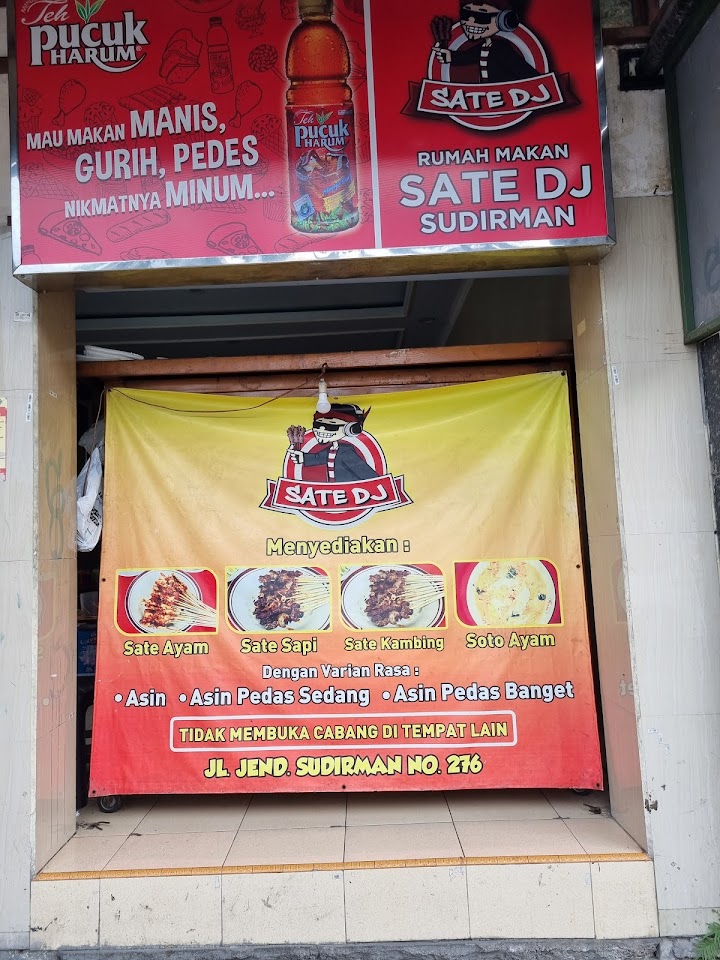 Teh
pucuk
HARUM
MAU MAKAN MANIS,
GURIH, PEDES
NIKMATNYA MINUM...
Teh
pucuk
HARUM
SATE DJ
RUMAH MAKAN
SATE DJ
SUDIRMAN
SATE DJ
Menyediakan :
Sate Ayam
Sate Sapi
Sate Kambing
Soto Ayam
Dengan Varian Rasa :
• Asin • Asin Pedas Sedang • Asin Pedas Banget
TIDAK MEMBUKA CABANG DI TEMPAT LAIN
JL. JEND. SUDIRMAN NO. 276